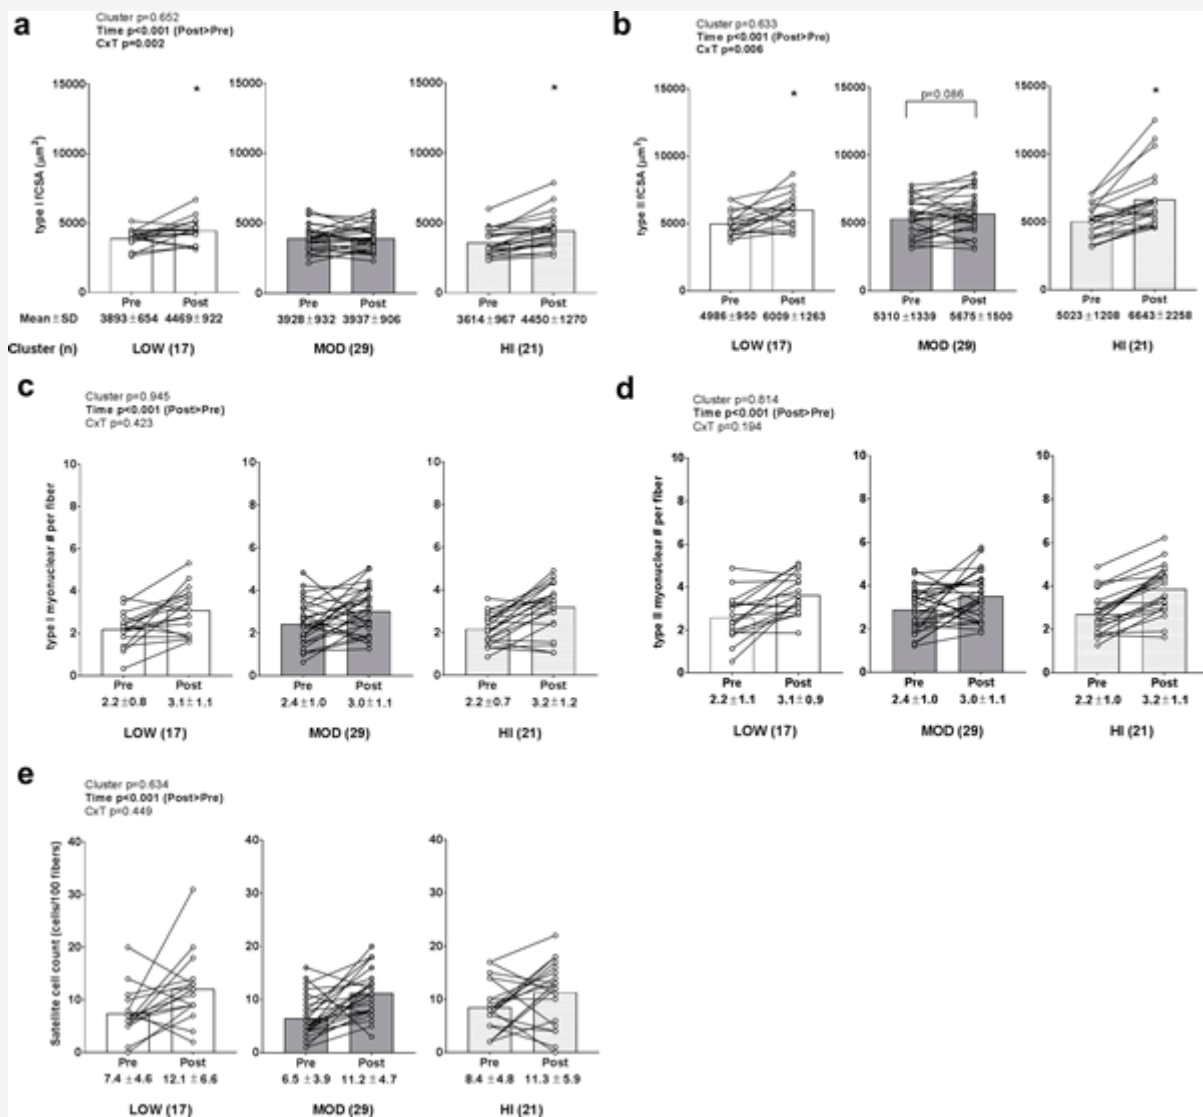 a
Cluster p=0.652
Time p<0.001 (Post>Pre)
CxT p=0.002
type I fCSA (µm²)
15000 10000 5000 0
15000 10000 5000 0
15000 10000 5000 0
*
*
Pre Post Pre Post Pre Post
Mean±SD 3893±654 4469±922 3928±932 3937±906 3614±967 4450±1270
Cluster (n) LOW (17) MOD (29) HI (21)
b
Cluster p=0.633
Time p<0.001 (Post>Pre)
CxT p=0.006
type II fCSA (µm²)
15000 10000 5000 0
15000 10000 5000 0
15000 10000 5000 0
*
p=0.086
*
Pre Post Pre Post Pre Post
4986±950 6009±1263 5310±1339 5675±1500 5023±1208 6643±2258
LOW (17) MOD (29) HI (21)
c
Cluster p=0.945
Time p<0.001 (Post>Pre)
CxT p=0.423
type I myonuclear # per fiber
10 8 6 4 2 0
10 8 6 4 2 0
10 8 6 4 2 0
Pre Post Pre Post Pre Post
2.2±0.8 3.1±1.1 2.4±1.0 3.0±1.1 2.2±0.7 3.2±1.2
LOW (17) MOD (29) HI (21)
d
Cluster p=0.814
Time p<0.001 (Post>Pre)
CxT p=0.194
type II myonuclear # per fiber
10 8 6 4 2 0
10 8 6 4 2 0
10 8 6 4 2 0
Pre Post Pre Post Pre Post
2.2±1.1 3.1±0.9 2.4±1.0 3.0±1.1 2.2±1.0 3.2±1.1
LOW (17) MOD (29) HI (21)
e
Cluster p=0.634
Time p<0.001 (Post>Pre)
CxT p=0.449
Satellite cell count (cells/100 fibers)
40 30 20 10 0
40 30 20 10 0
40 30 20 10 0
Pre Post Pre Post Pre Post
7.4±4.6 12.1±6.6 6.5±3.9 11.2±4.7 8.4±4.8 11.3±5.9
LOW (17) MOD (29) HI (21)